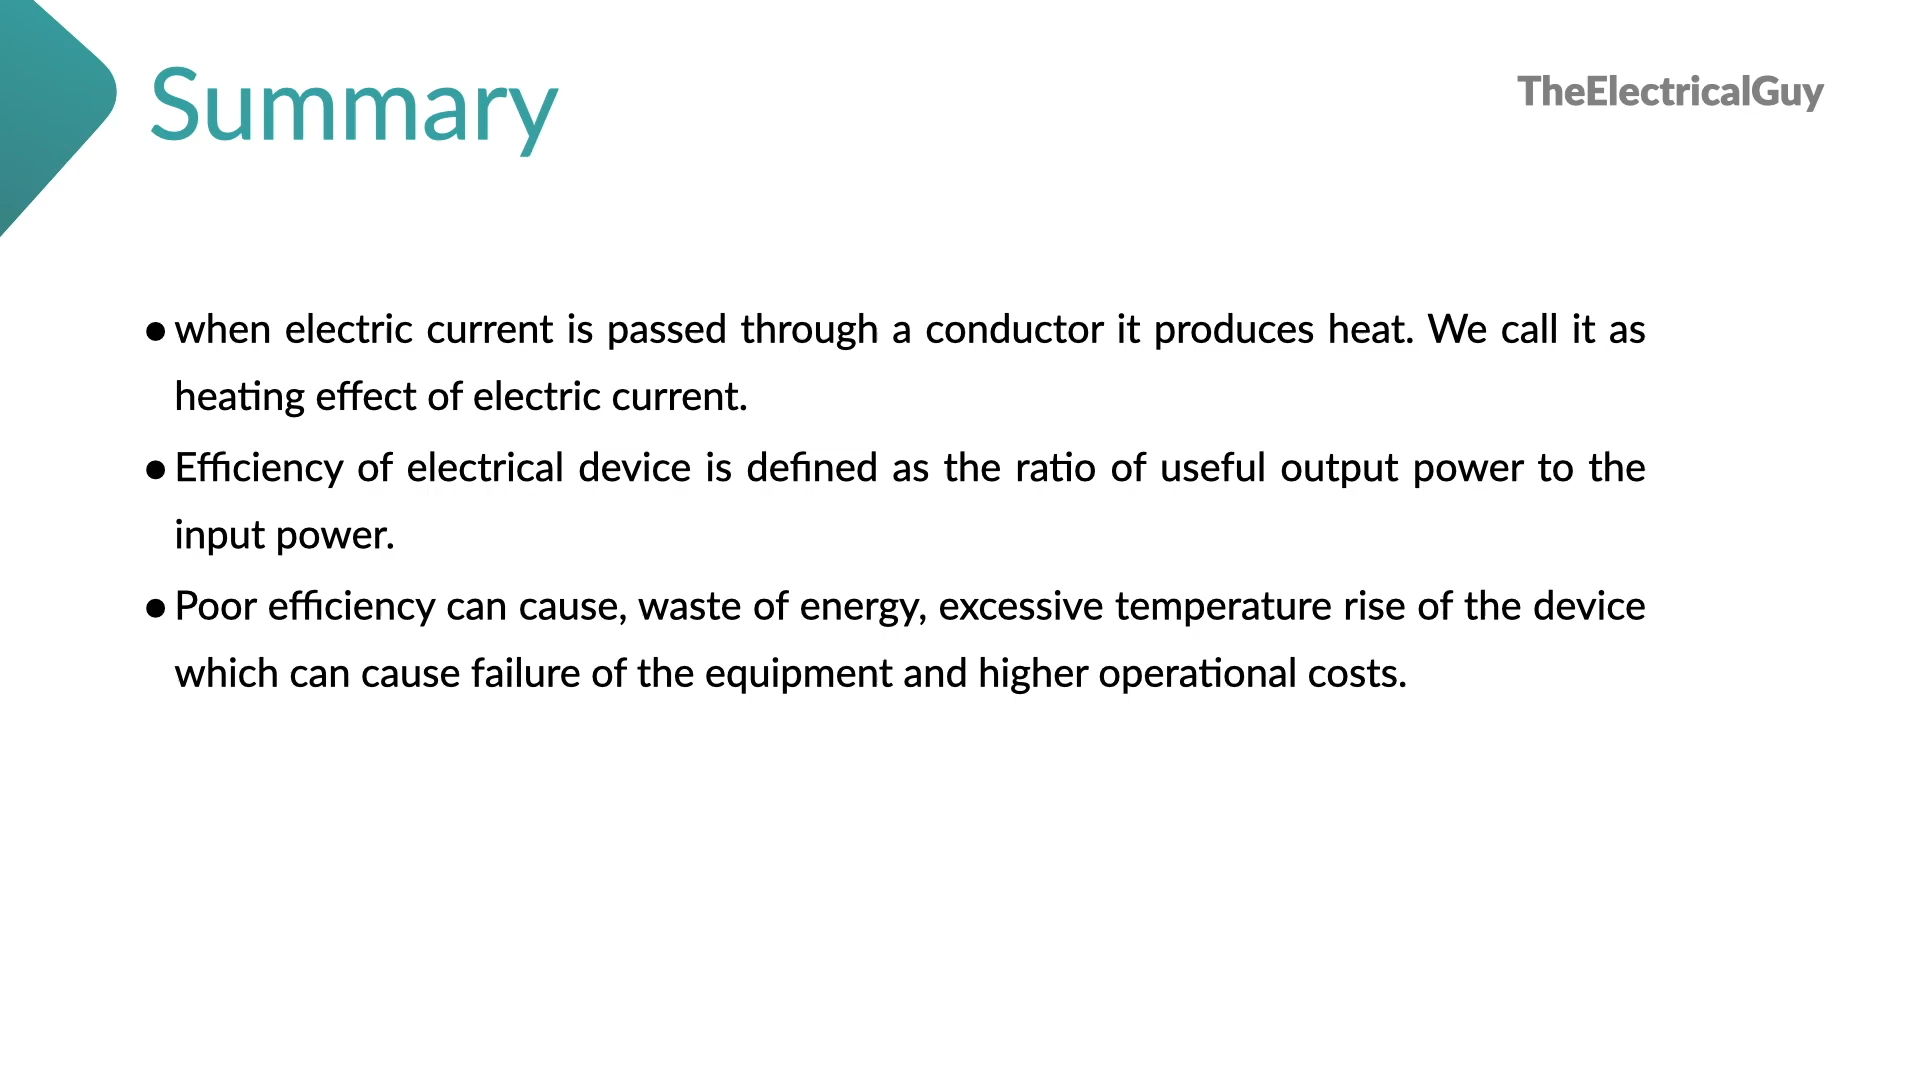 Summary
TheElectricalGuy
● when electric current is passed through a conductor it produces heat. We call it as
heating effect of electric current.
● Efficiency of electrical device is defined as the ratio of useful output power to the
input power.
● Poor efficiency can cause, waste of energy, excessive temperature rise of the device
which can cause failure of the equipment and higher operational costs.